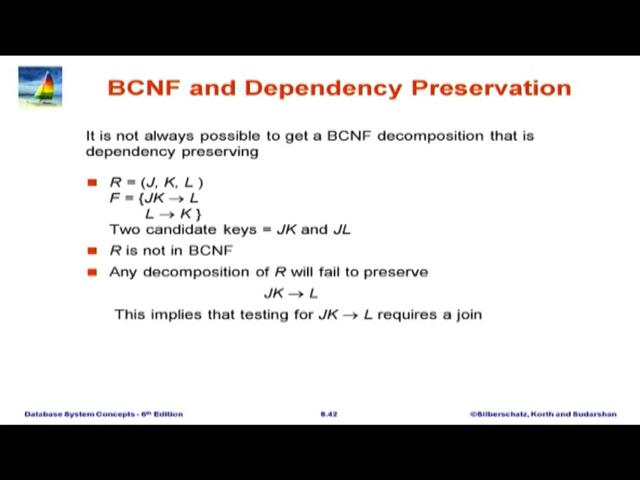 BCNF and Dependency Preservation
It is not always possible to get a BCNF decomposition that is
dependency preserving
R = (J, K, L )
F = {JK → L
L → K }
Two candidate keys = JK and JL
R is not in BCNF
Any decomposition of R will fail to preserve
JK → L
This implies that testing for JK → L requires a join
Database System Concepts - 6th Edition 8.42 ©Silberschatz, Korth and Sudarshan